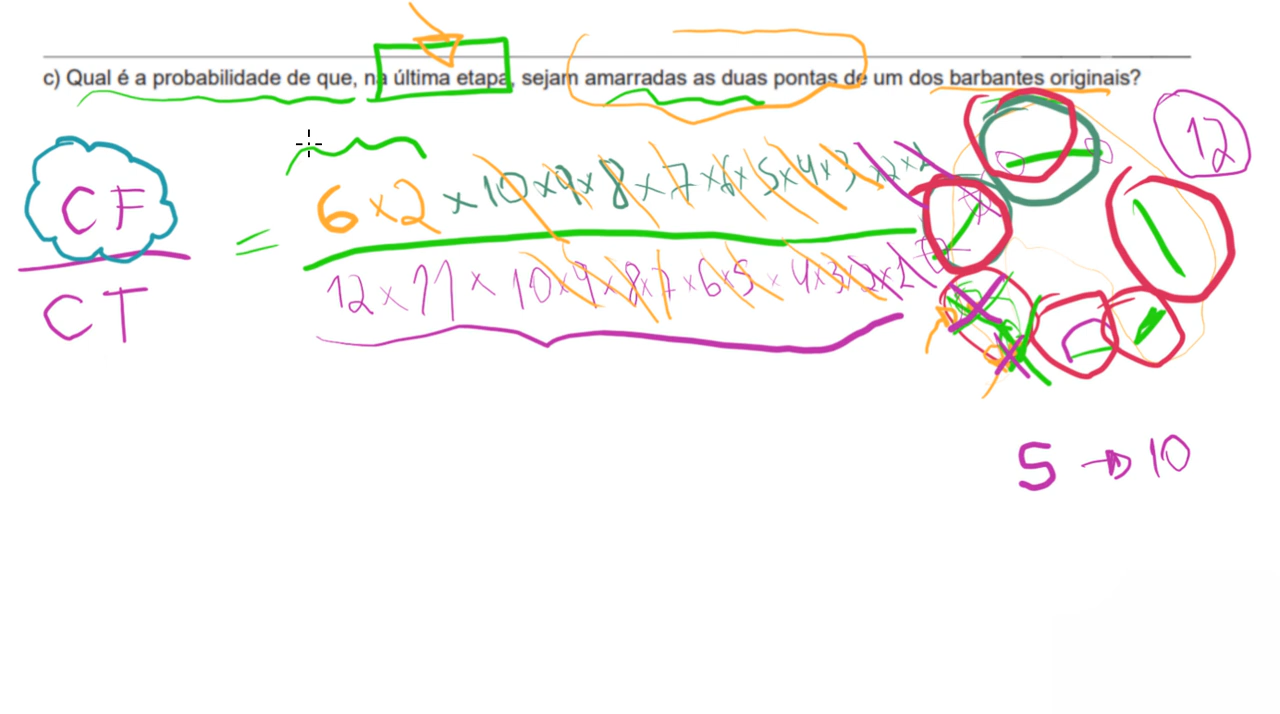 c) Qual é a probabilidade de que, na última etapa, sejam amarradas as duas pontas de um dos barbantes originais?
12
CF
CT
=
6 x 2 x 10 x 9 x 8 x 7 x 6 x 5 x 4 x 3 x 2 x 1
12 x 11 x 10 x 9 x 8 x 7 x 6 x 5 x 4 x 3 x 2 x 1
5 → 10